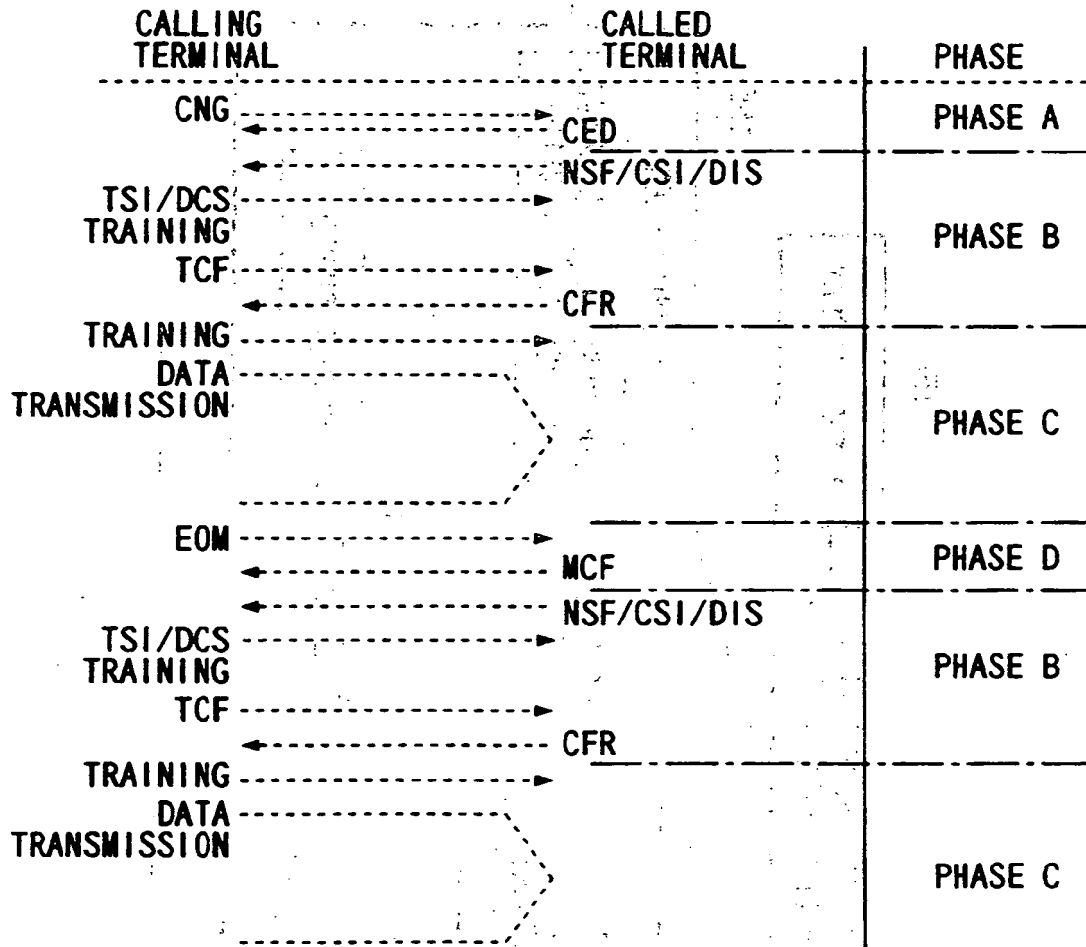 CALLING CALLED
TERMINAL TERMINAL PHASE
CNG PHASE A
CED
NSF/CSI/DIS
TSI/DCS
TRAINING PHASE B
TCF
CFR
TRAINING
DATA
TRANSMISSION PHASE C
EOM
MCF PHASE D
NSF/CSI/DIS
TSI/DCS
TRAINING PHASE B
TCF
CFR
TRAINING
DATA
TRANSMISSION
PHASE C